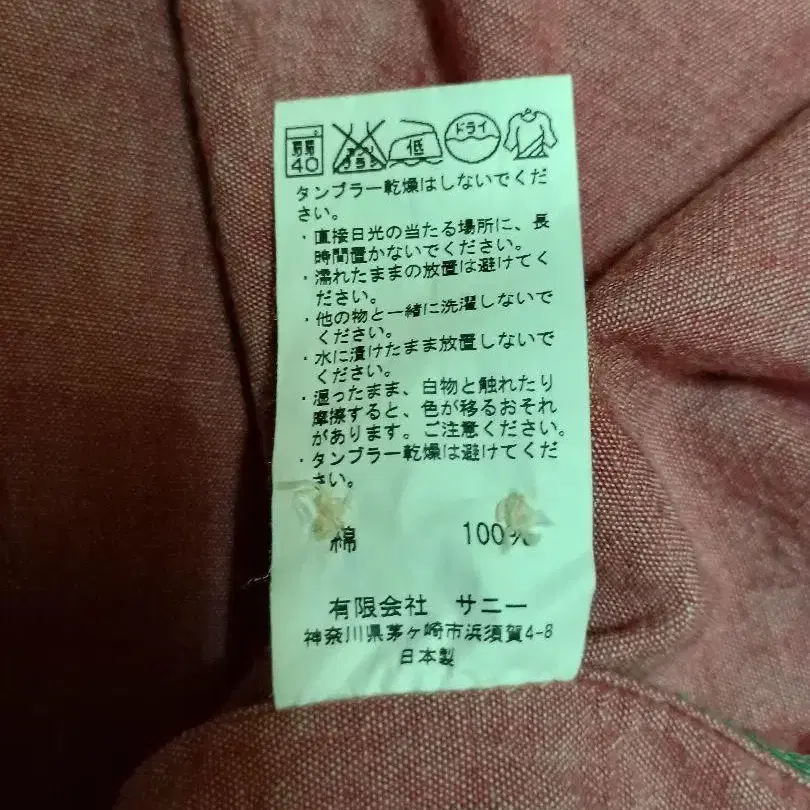 40 エンソサラシ 低 ドライ
タンブラー乾燥はしないでくだ
さい。
・直接日光の当たる場所に、長
時間置かないでください。
・濡れたままの放置は避けてく
ださい。
・他の物と一緒に洗濯しないで
ください。
・水に漬けたまま放置しないで
ください。
・湿ったまま、白物と触れたり
摩擦すると、色が移るおそれ
があります。ご注意ください。
・タンブラー乾燥は避けてくだ
さい。
綿 100%
有限会社 サニー
神奈川県茅ヶ崎市浜須賀4-8
日本製